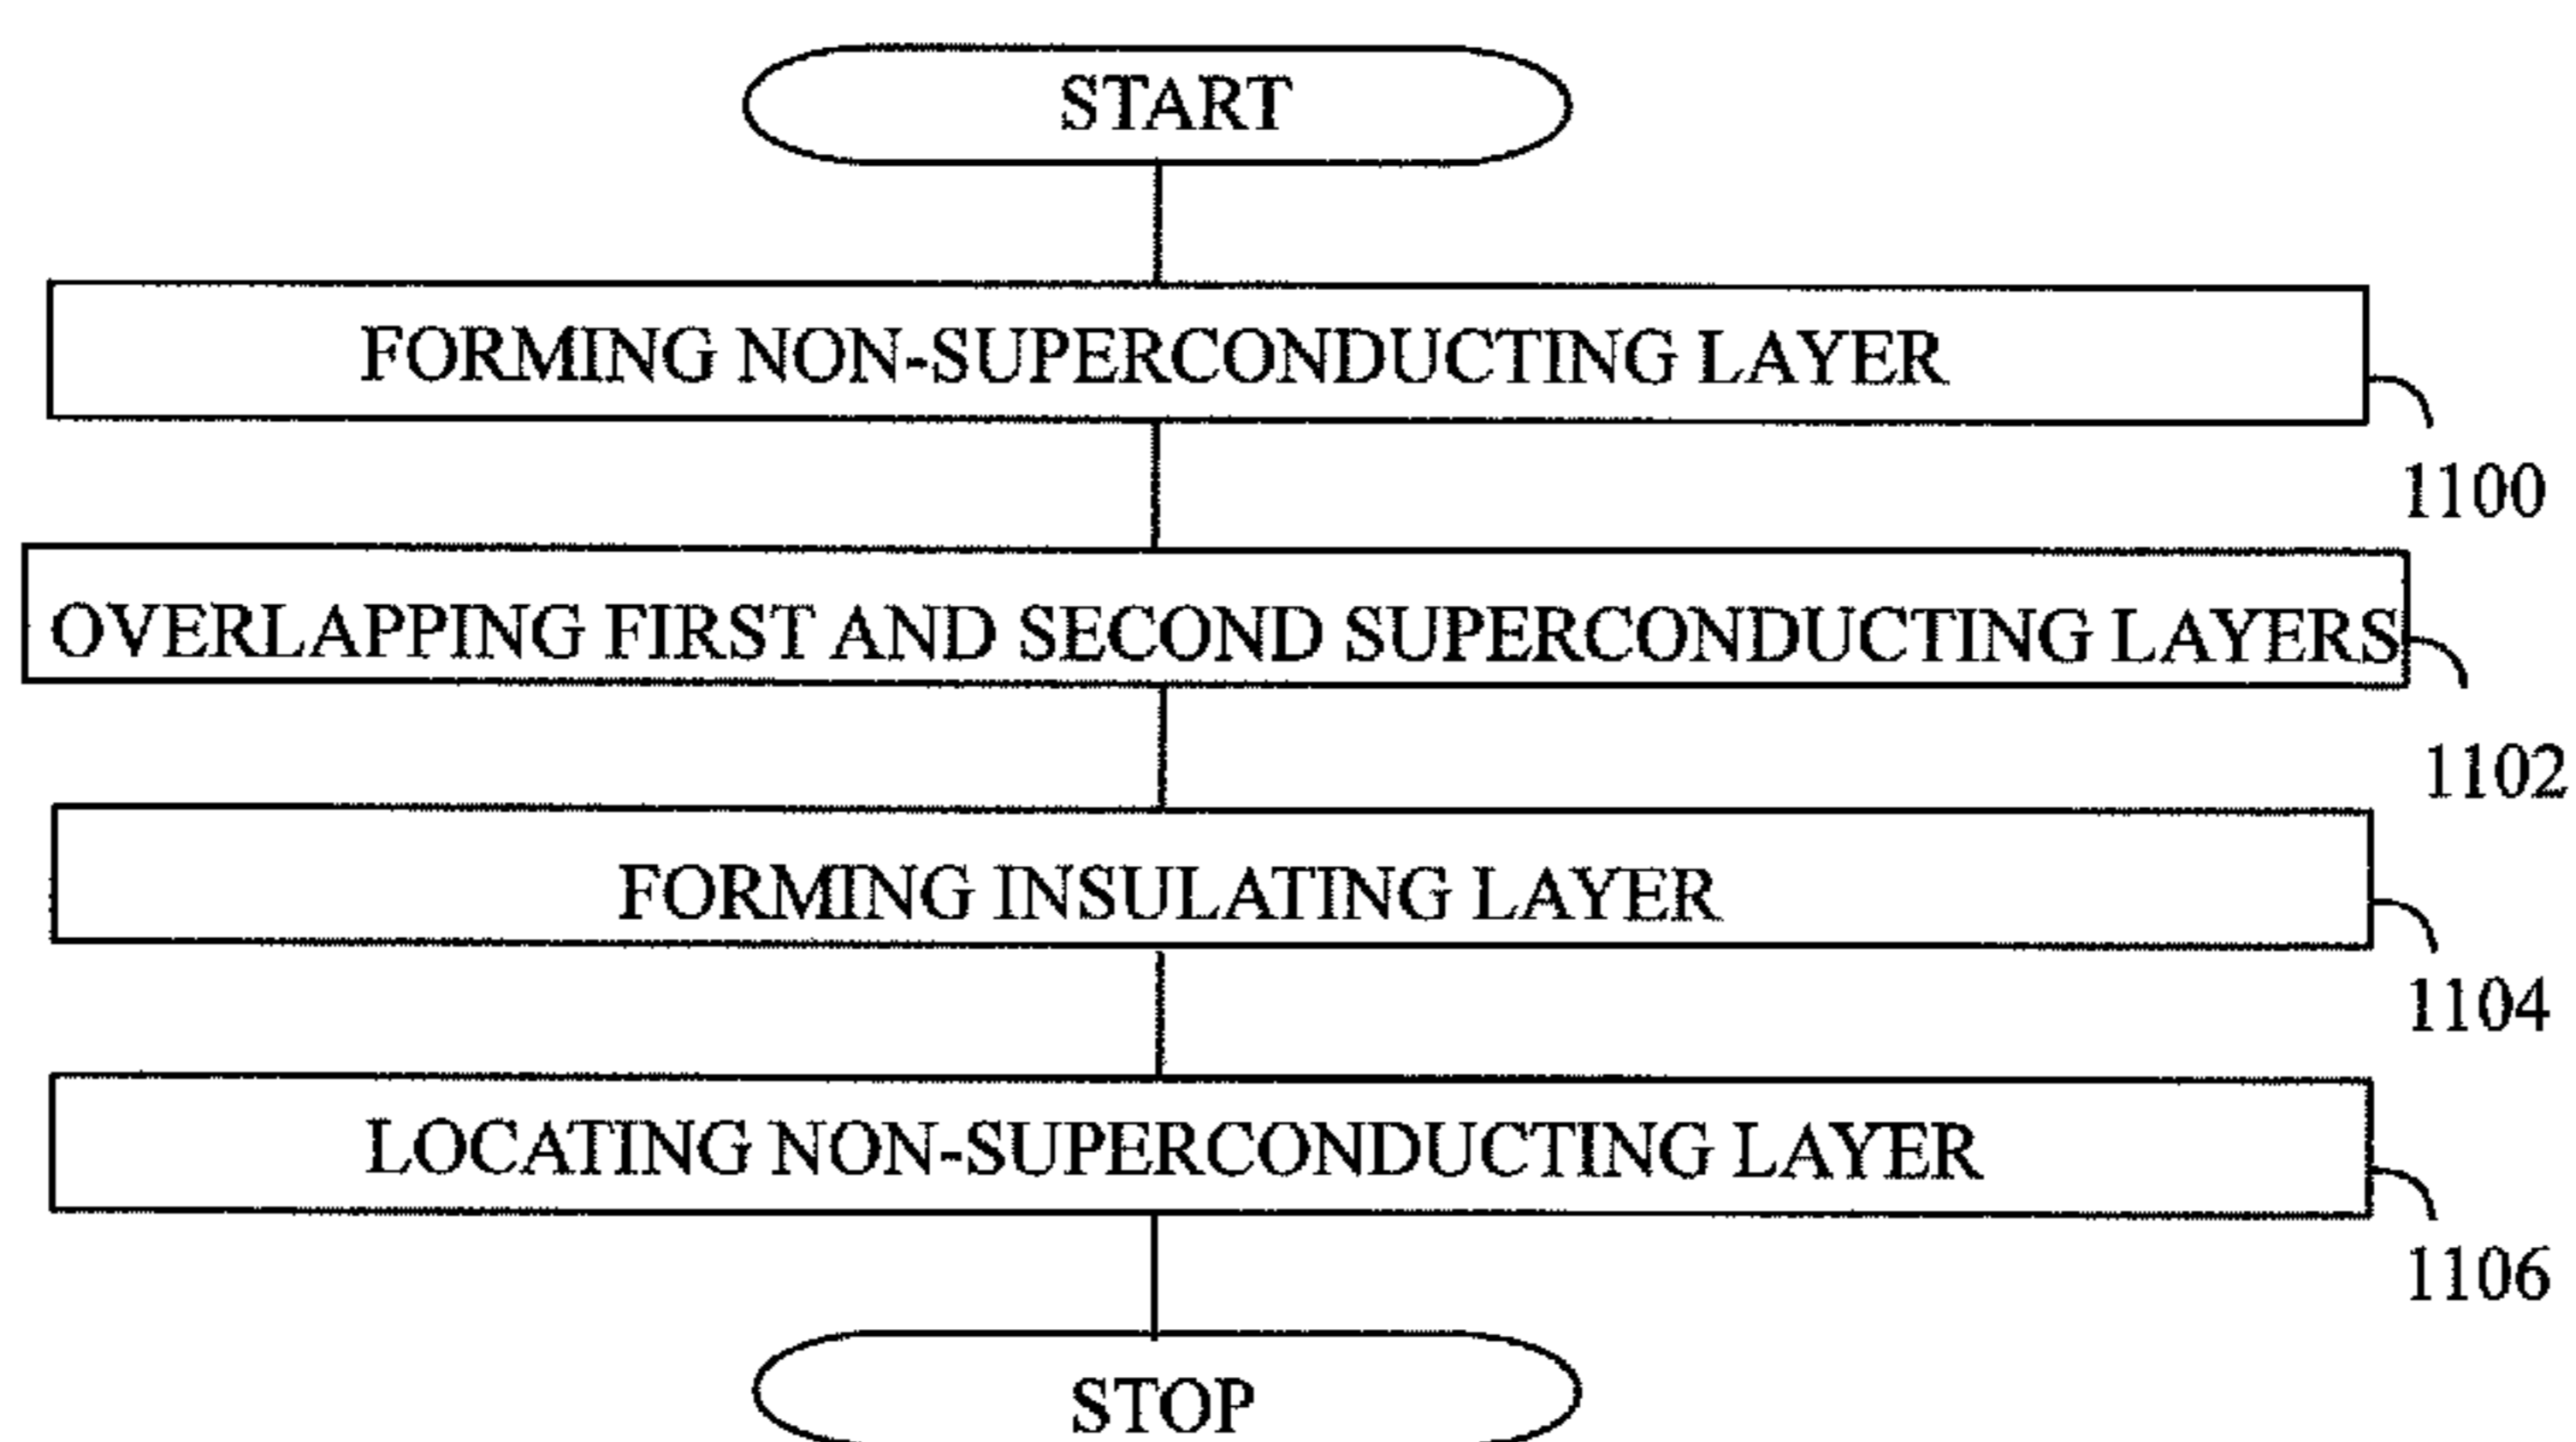 START
FORMING NON-SUPERCONDUCTING LAYER
1100
OVERLAPPING FIRST AND SECOND SUPERCONDUCTING LAYERS
1102
FORMING INSULATING LAYER
1104
LOCATING NON-SUPERCONDUCTING LAYER
1106
STOP